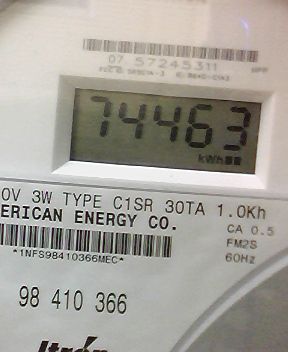 07 57245311
74463
kWh
0V 3W TYPE C1SR 30TA 1.0Kh
ERICAN ENERGY CO.
CA 0.5
FM2S
60Hz
*1NFS98410366MEC*
98 410 366
Itrón